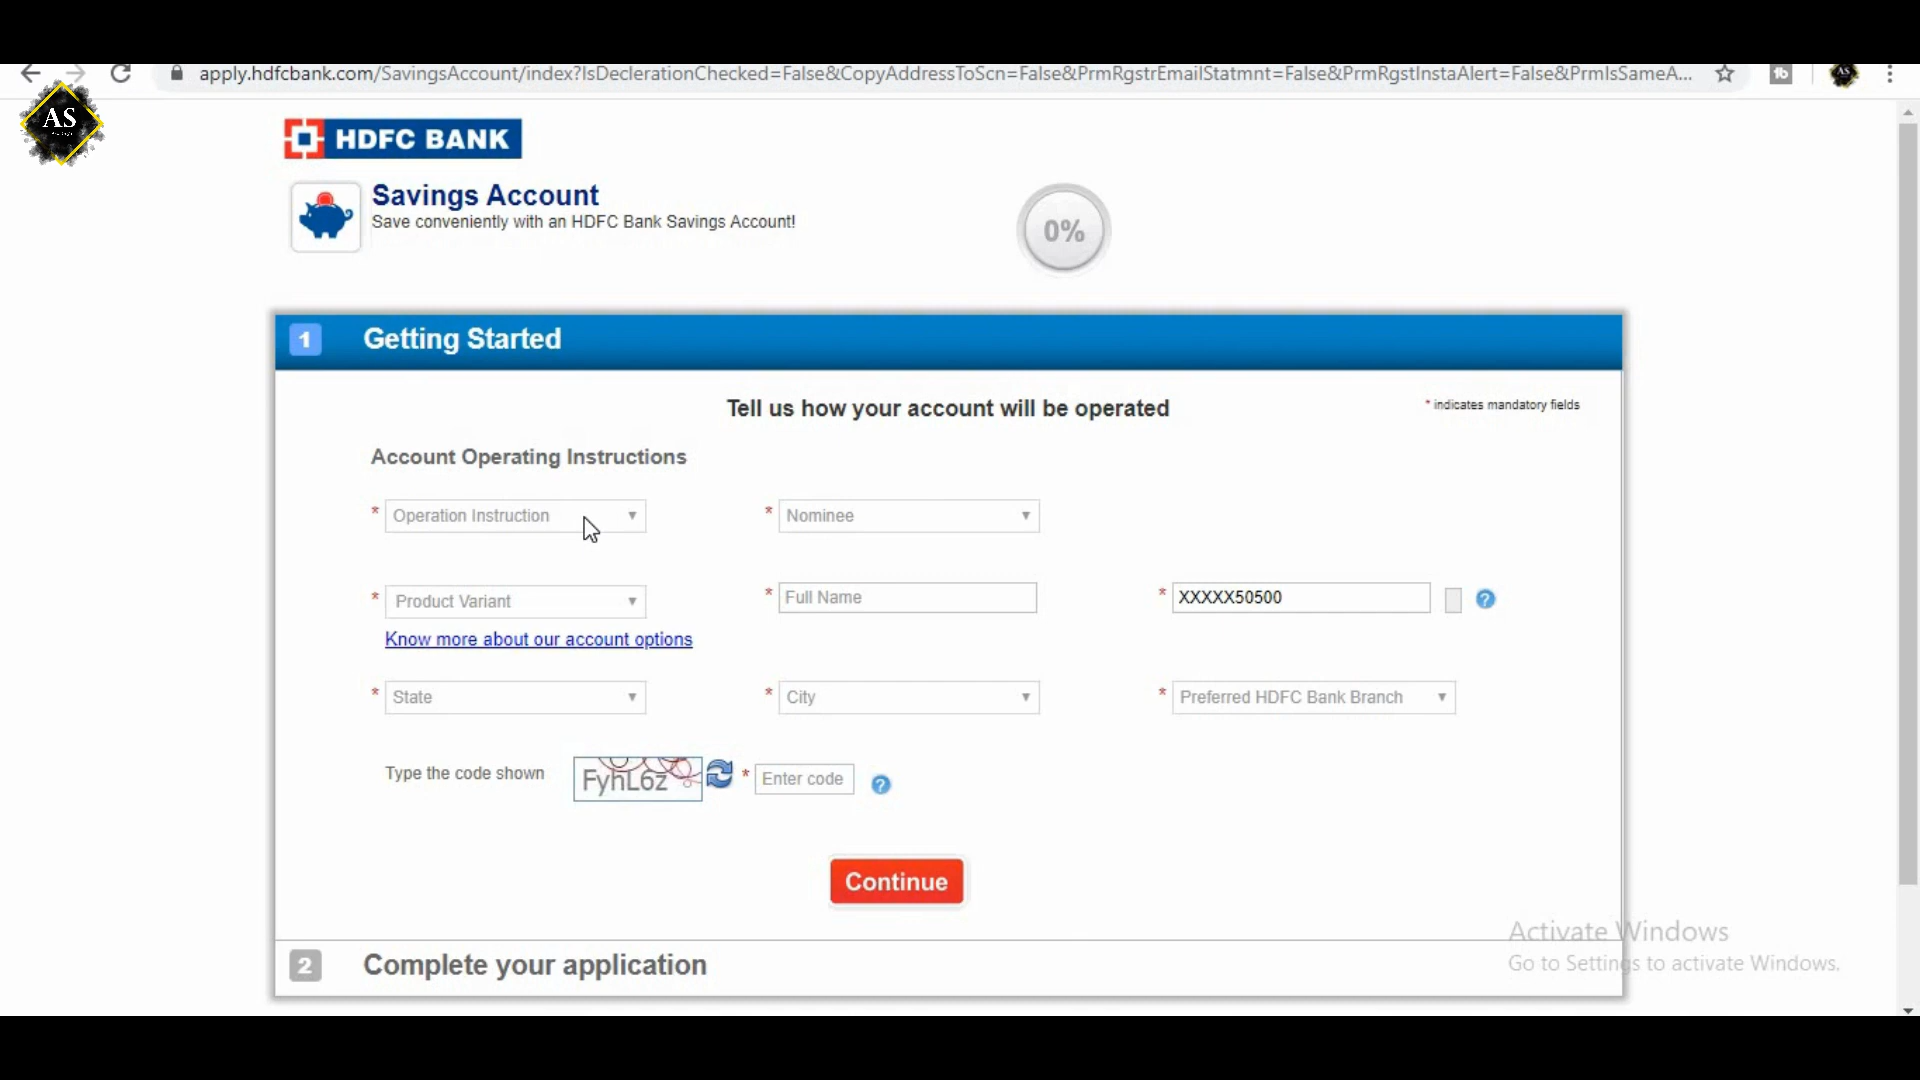 apply.hdfcbank.com/SavingsAccount/index?IsDeclerationChecked=False&CopyAddressToScn=False&PrmRgstrEmailStatmnt=False&PrmRgstInstaAlert=False&PrmIsSameA...
AS
HDFC BANK
Savings Account
Save conveniently with an HDFC Bank Savings Account!
0%
1 Getting Started
Tell us how your account will be operated
* indicates mandatory fields
Account Operating Instructions
* Operation Instruction * Nominee
* Product Variant * Full Name * XXXXX50500 ?
Know more about our account options
* State * City * Preferred HDFC Bank Branch
Type the code shown FyhL6z * Enter code ?
Continue
Activate Windows
2 Complete your application
Go to Settings to activate Windows.